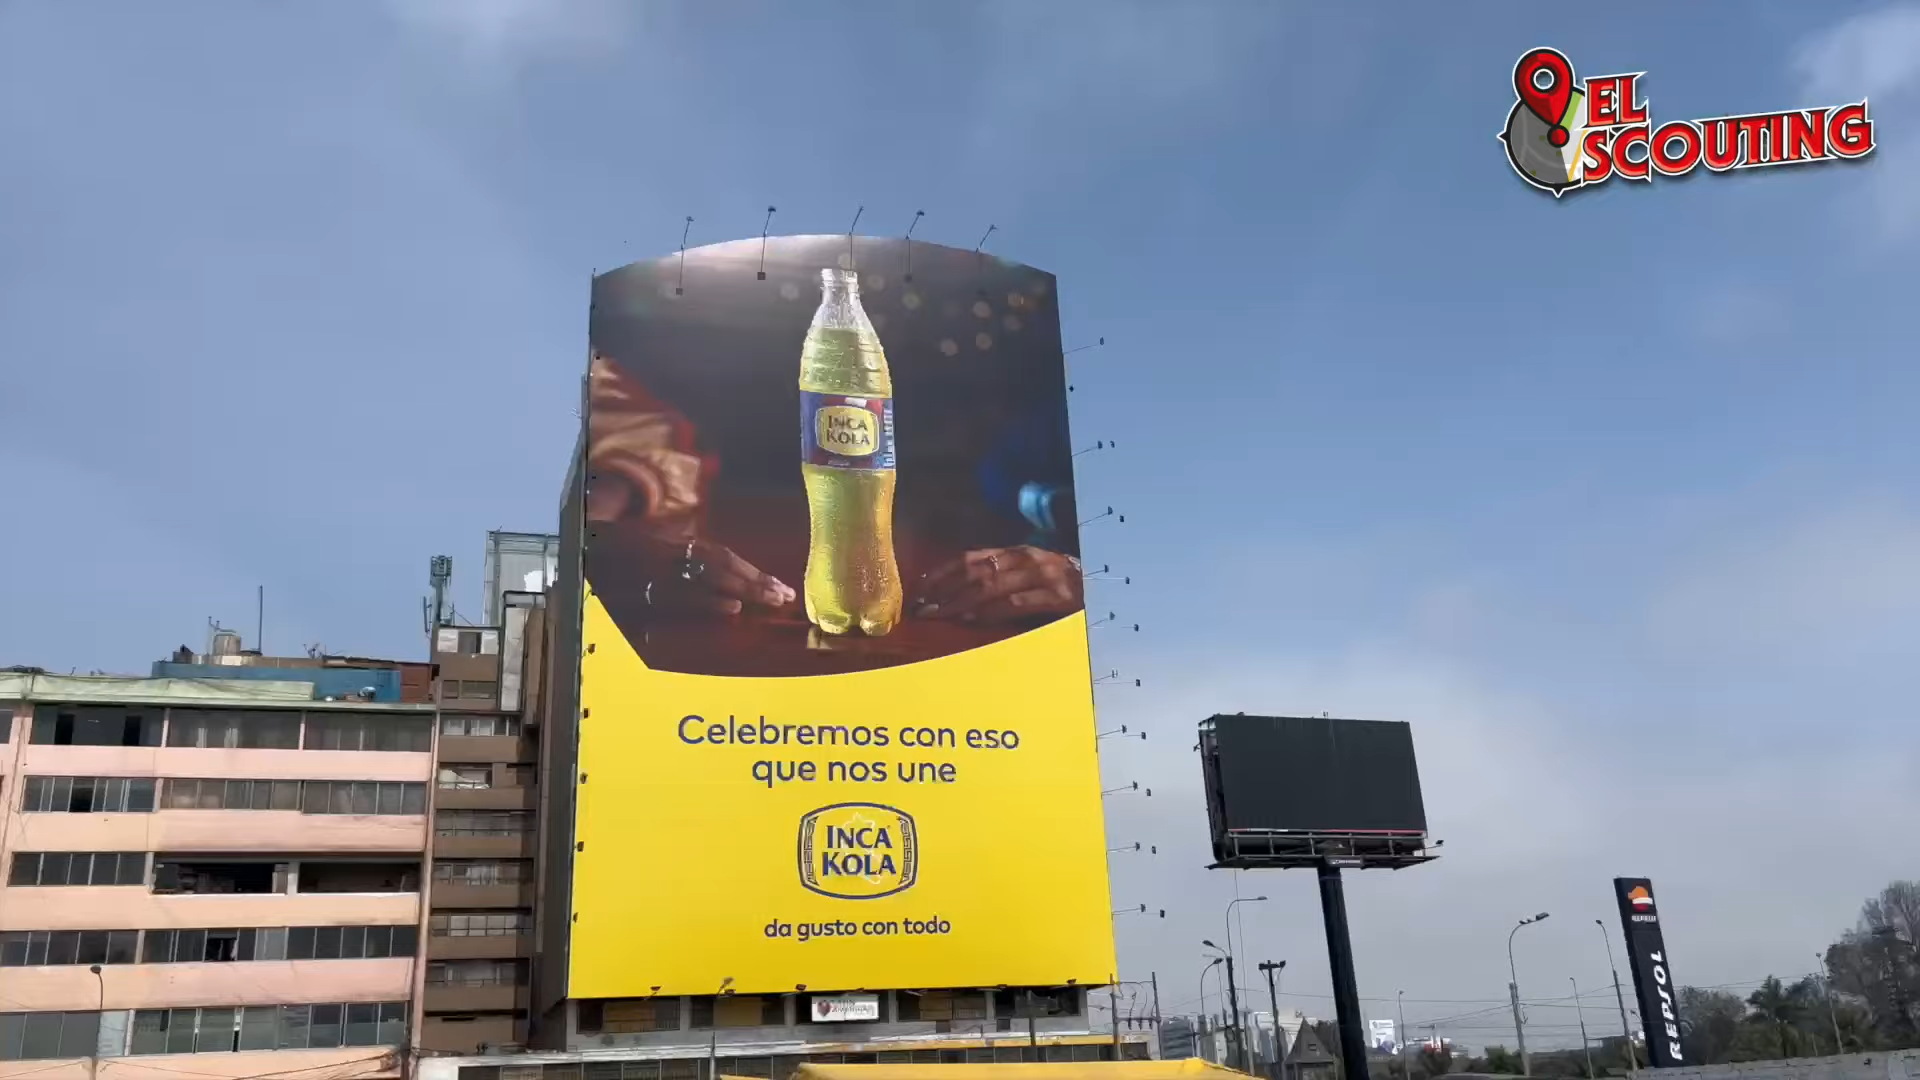 EL
SCOUTING
INCA
KOLA
Celebremos con eso
que nos une
INCA
KOLA
da gusto con todo
REPSOL